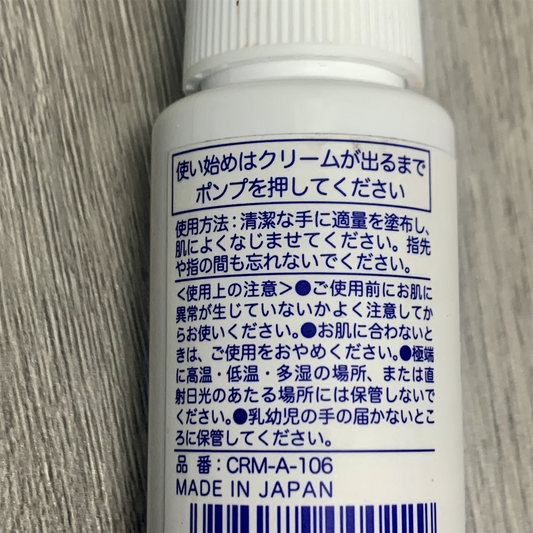 使い始めはクリームが出るまで
ポンプを押してください
使用方法:清潔な手に適量を塗布し、
肌によくなじませてください。指先
や指の間も忘れないでください。
<使用上の注意>●ご使用前にお肌に
異常が生じていないかよく注意してか
らお使いください。●お肌に合わないと
きは、ご使用をおやめください。●極端
に高温・低温・多湿の場所、または直
射日光のあたる場所には保管しないで
ください。●乳幼児の手の届かないとこ
ろに保管してください。
品 番:CRM-A-106
MADE IN JAPAN